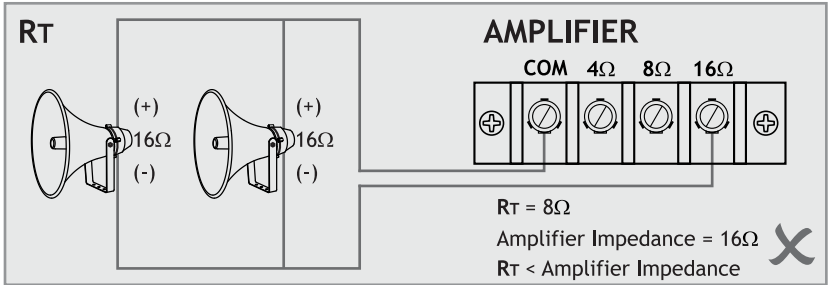 RT
AMPLIFIER
COM 4Ω 8Ω 16Ω
(+)
16Ω
(-)
(+)
16Ω
(-)
RT = 8Ω
Amplifier Impedance = 16Ω
RT < Amplifier Impedance